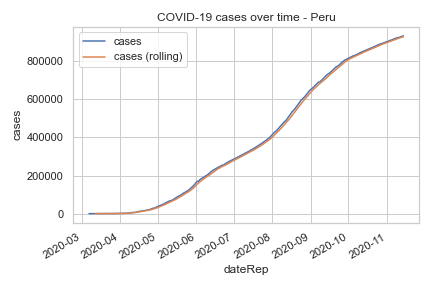 COVID-19 cases over time - Peru
cases
cases (rolling)
800000
600000
400000
200000
0
cases
2020-03
2020-04
2020-05
2020-06
2020-07
2020-08
2020-09
2020-10
2020-11
dateRep